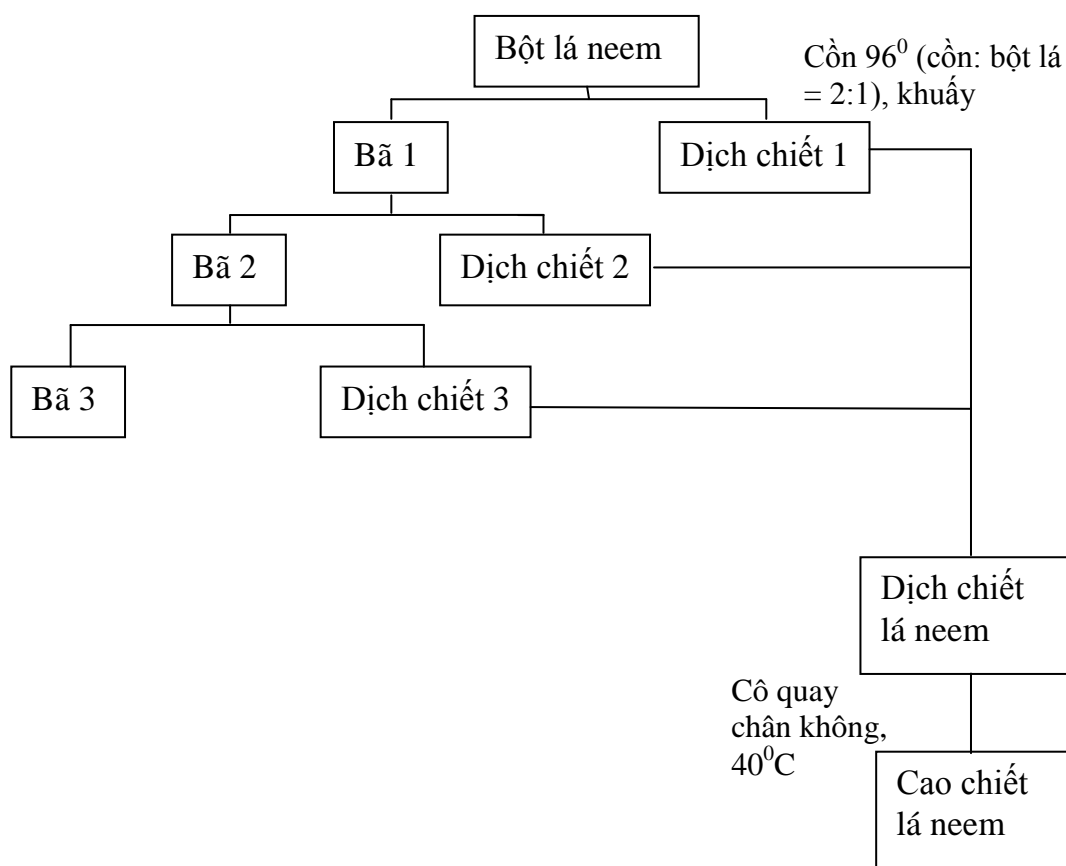 Bột lá neem
Cồn 96⁰ (cồn: bột lá
= 2:1), khuấy
Bã 1
Dịch chiết 1
Bã 2
Dịch chiết 2
Bã 3
Dịch chiết 3
Dịch chiết
lá neem
Cô quay
chân không,
40⁰C
Cao chiết
lá neem